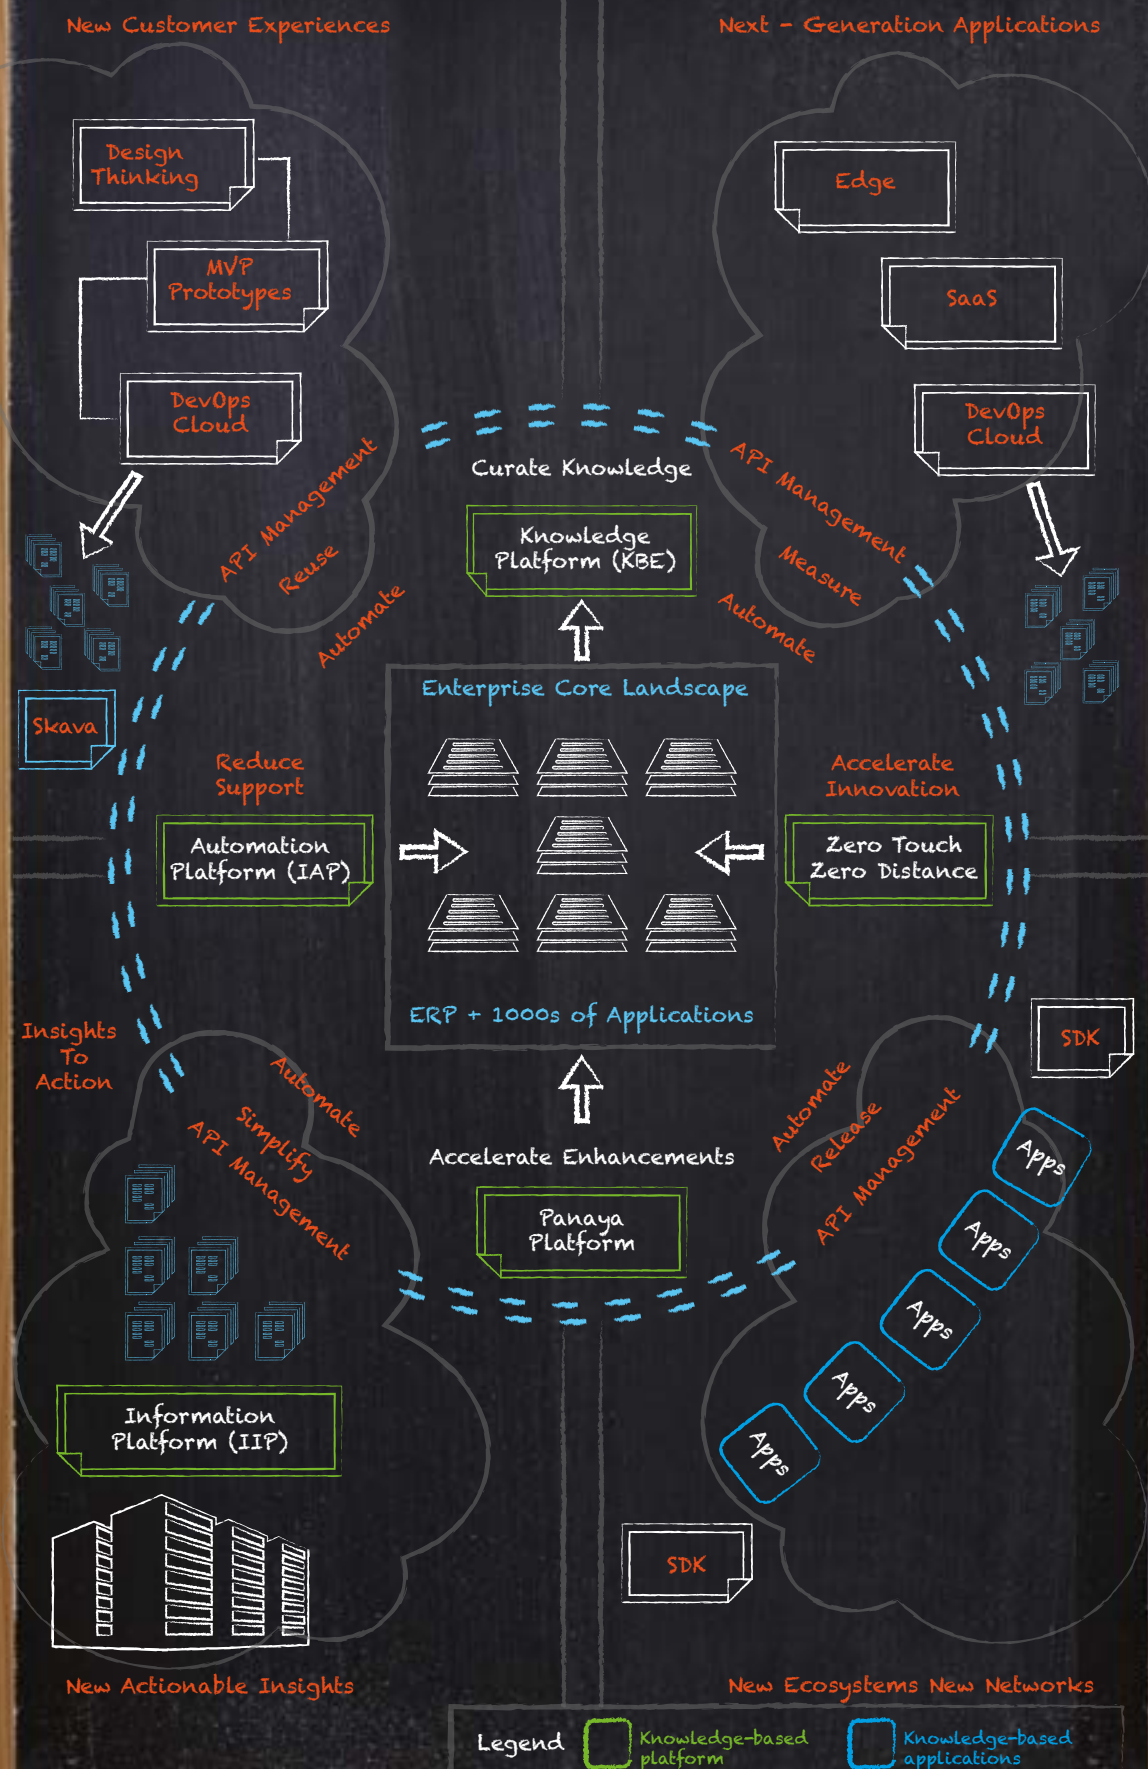 New Customer Experiences
Next - Generation Applications
Design
Thinking
MVP
Prototypes
DevOps
Cloud
Edge
SaaS
DevOps
Cloud
API Management
Reuse
Automate
Curate Knowledge
Knowledge
Platform (KBE)
API Management
Measure
Automate
Skava
Enterprise Core Landscape
Reduce
Support
Automation
Platform (IAP)
Accelerate
Innovation
Zero Touch
Zero Distance
ERP + 1000s of Applications
Insights
To
Action
SDK
Automate
Simplify
API Management
Accelerate Enhancements
Panaya
Platform
Automate
Release
API Management
Apps
Apps
Apps
Apps
Apps
Information
Platform (IIP)
SDK
New Actionable Insights
New Ecosystems New Networks
Legend
Knowledge-based
platform
Knowledge-based
applications